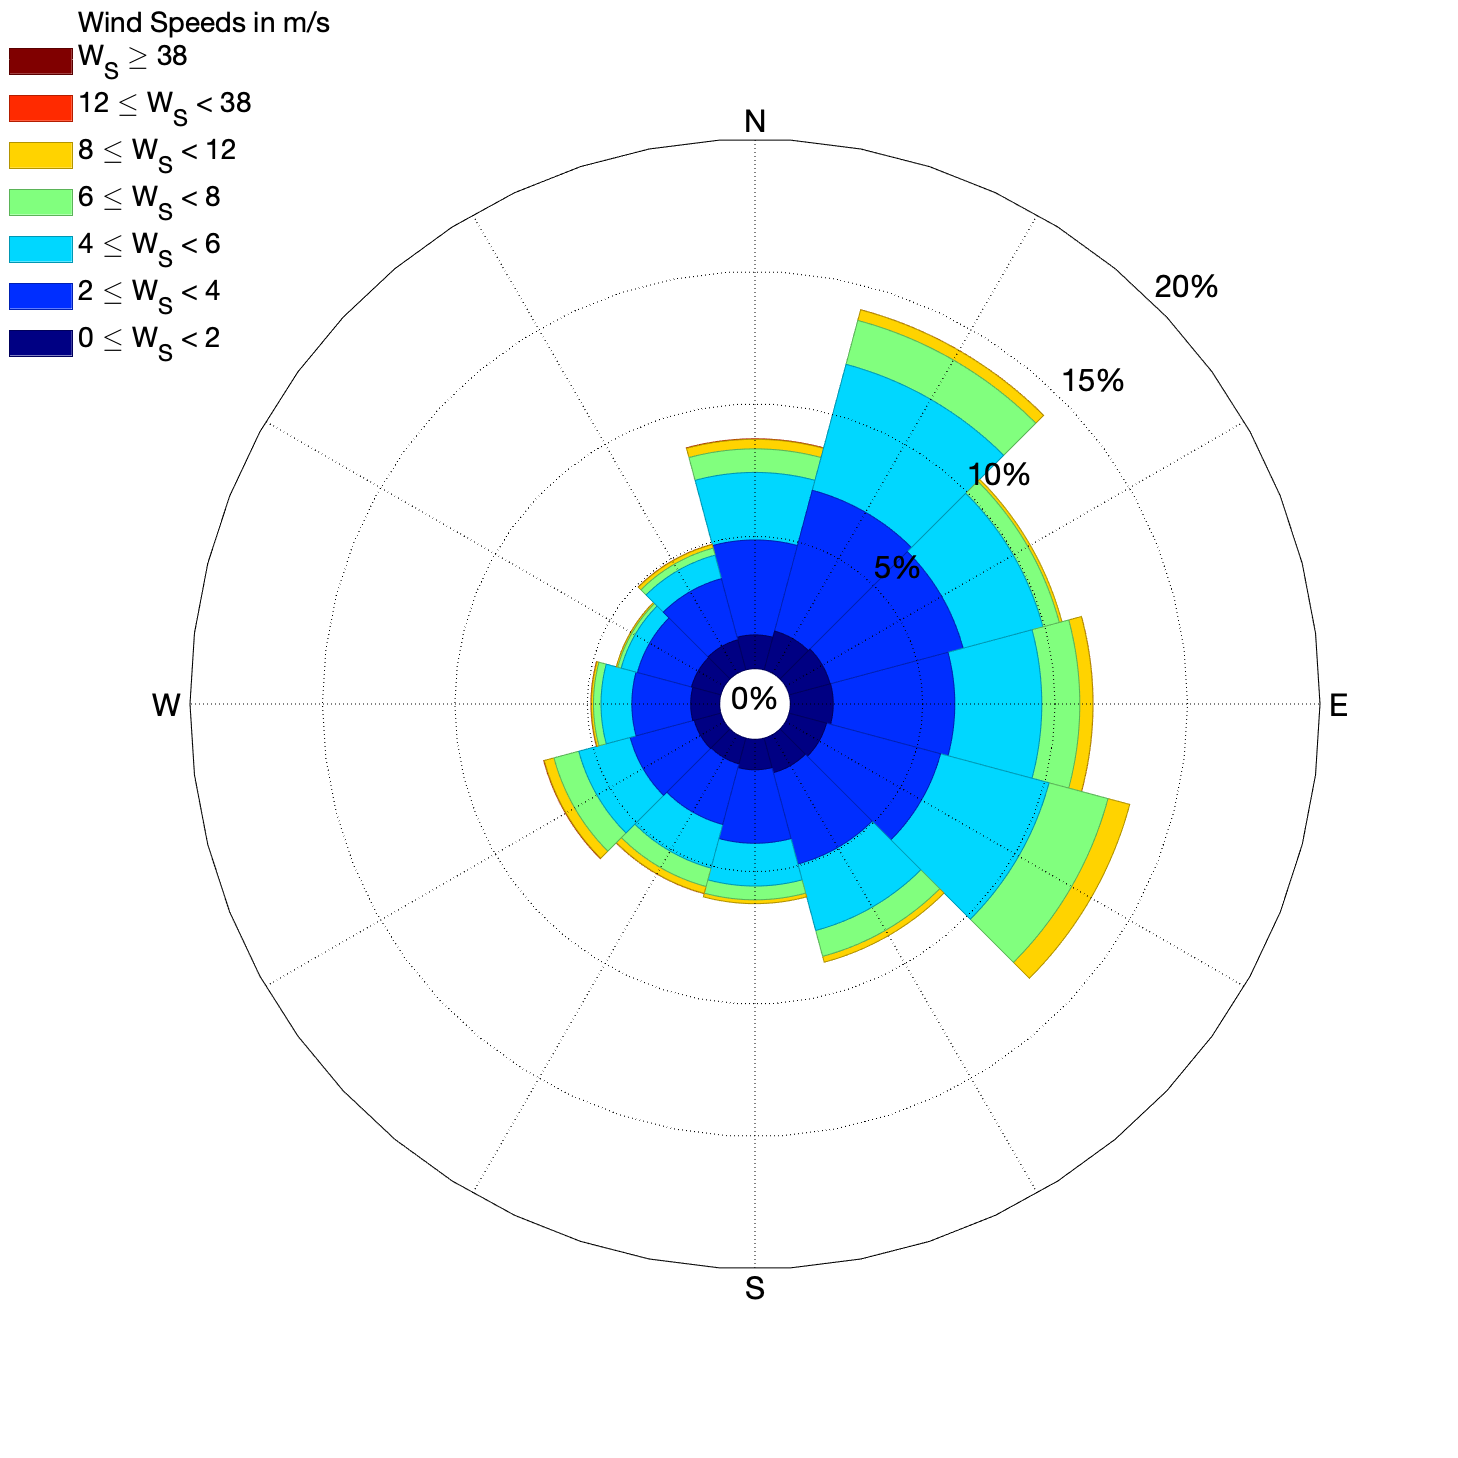 Wind Speeds in m/s
W_S ≥ 38
12 ≤ W_S < 38
8 ≤ W_S < 12
6 ≤ W_S < 8
4 ≤ W_S < 6
2 ≤ W_S < 4
0 ≤ W_S < 2
N
20%
15%
10%
5%
W
0%
E
S